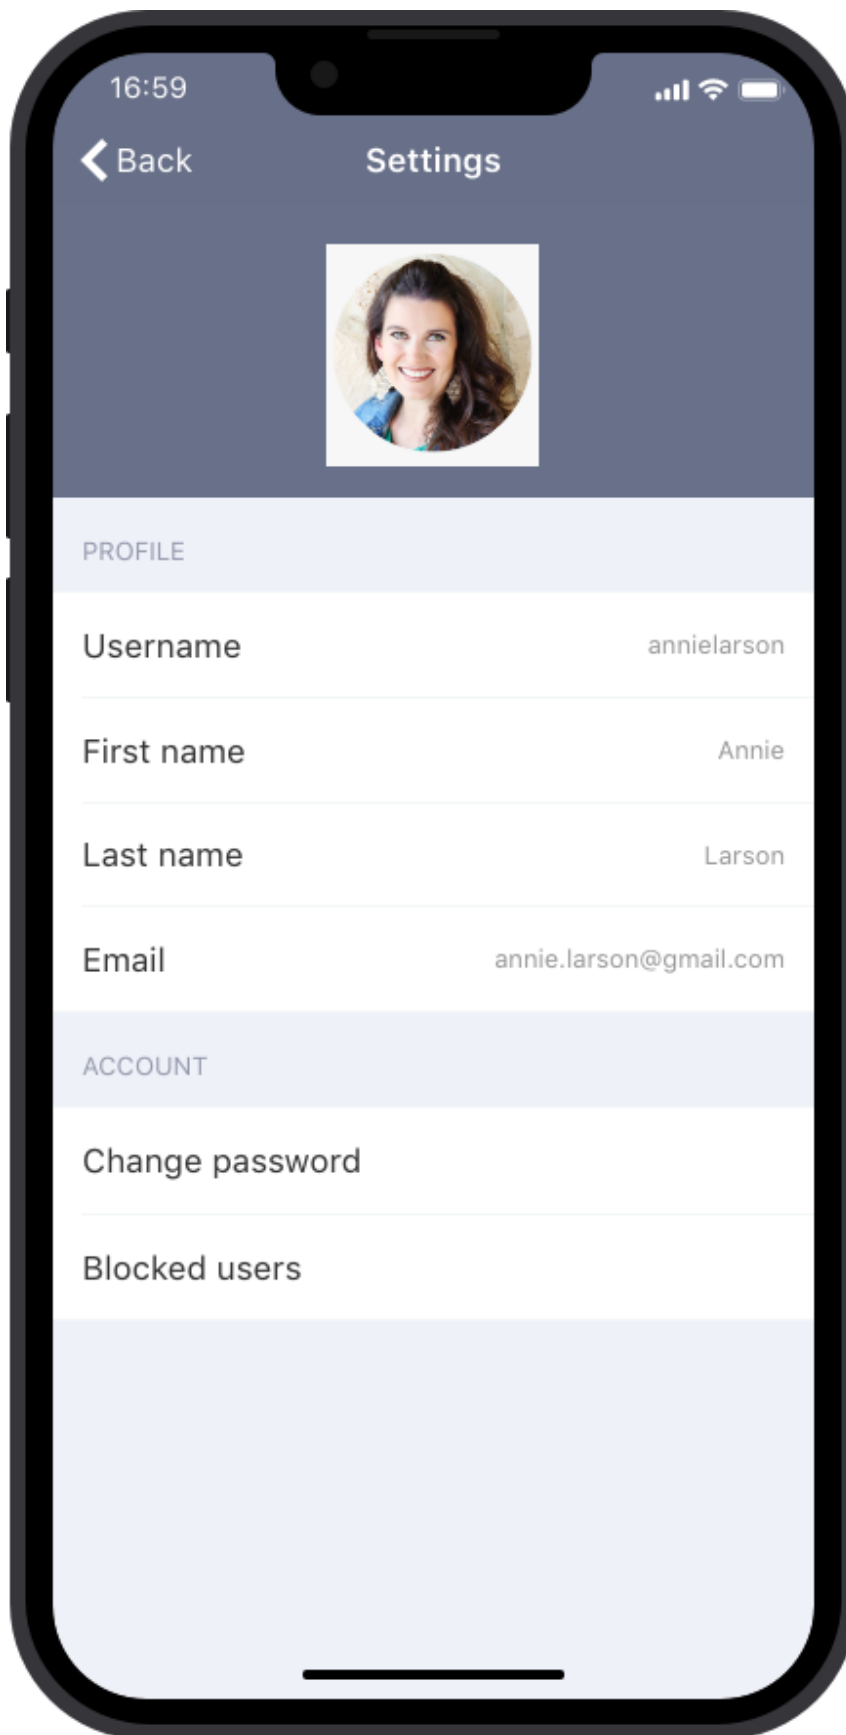 16:59
Back Settings
PROFILE
Username annielarson
First name Annie
Last name Larson
Email annie.larson@gmail.com
ACCOUNT
Change password
Blocked users